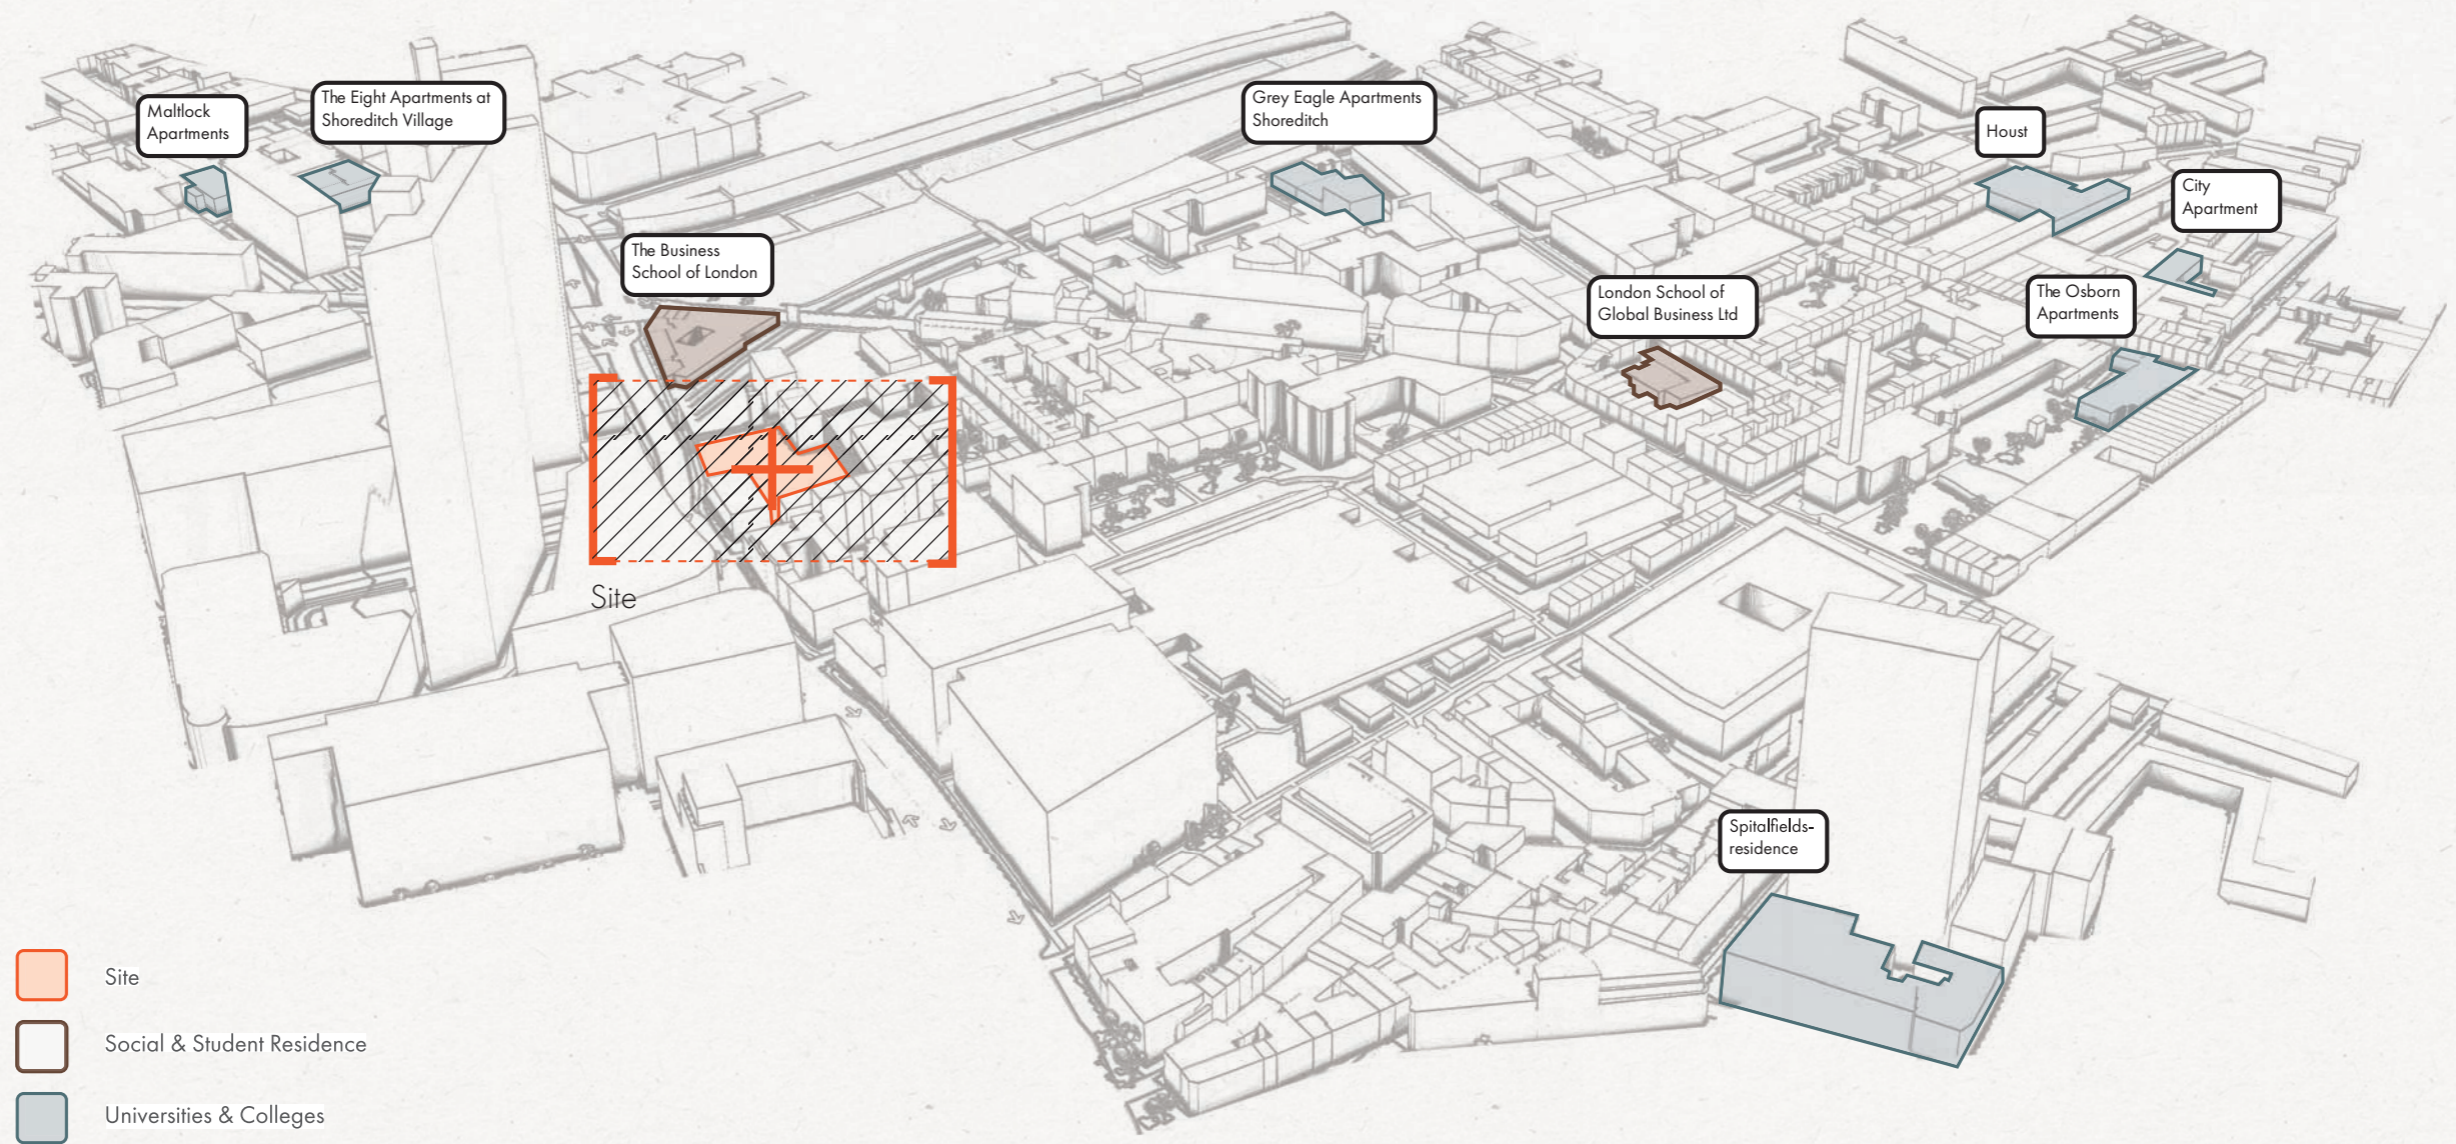 Maltlock
Apartments
The Eight Apartments at
Shoreditch Village
Grey Eagle Apartments
Shoreditch
Houst
City
Apartment
The Business
School of London
London School of
Global Business Ltd
The Osborn
Apartments
Site
Spitalfields-
residence
Site
Social & Student Residence
Universities & Colleges